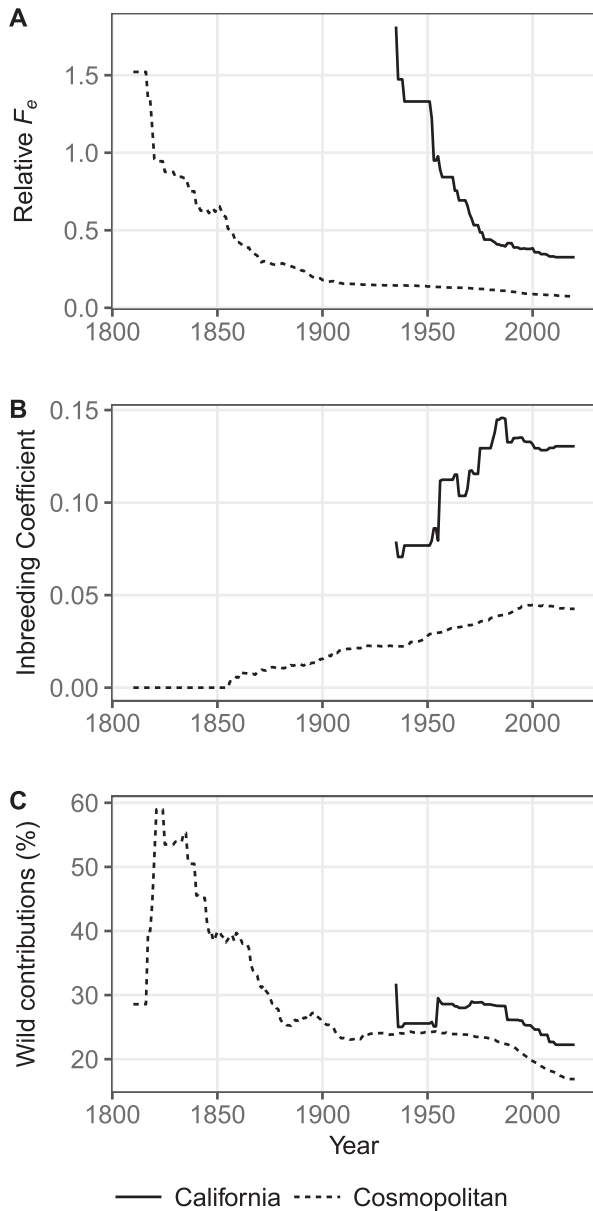 A
Relative Fe
1.5
1.0
0.5
0.0
1800 1850 1900 1950 2000
B
Inbreeding Coefficient
0.15
0.10
0.05
0.00
1800 1850 1900 1950 2000
C
Wild contributions (%)
60
50
40
30
20
1800 1850 1900 1950 2000
Year
California Cosmopolitan